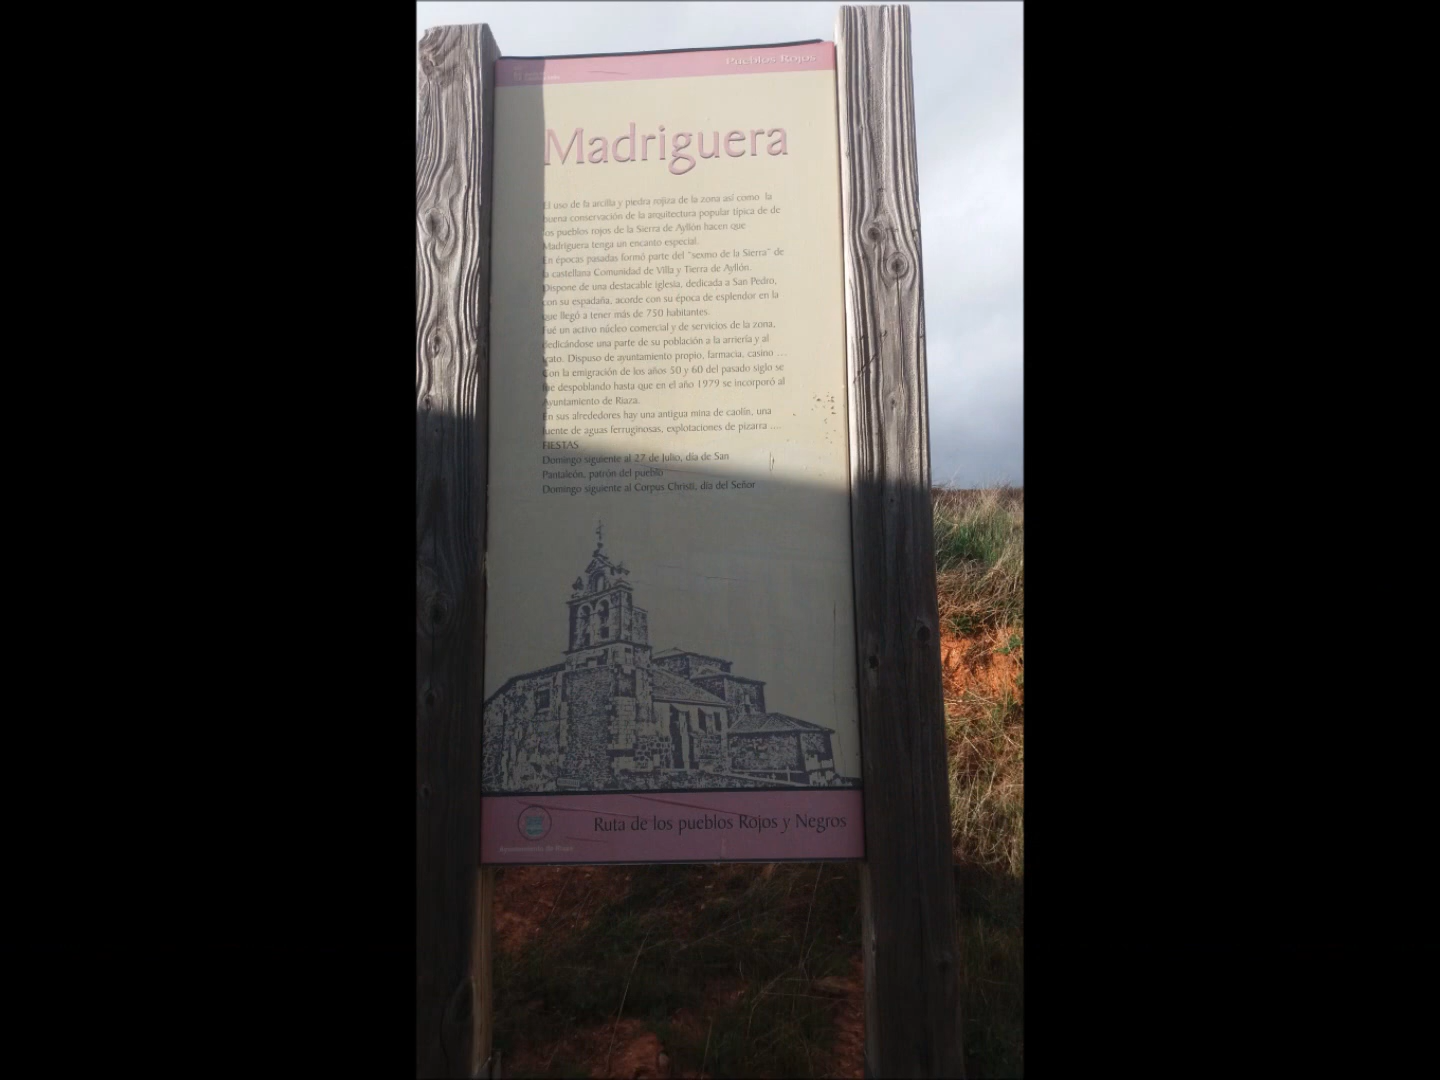 Pueblos Rojos
Madriguera
El uso de la arcilla y piedra rojiza de la zona así como la
buena conservación de la arquitectura popular típica de de
los pueblos rojos de la Sierra de Ayllón hacen que
Madriguera tenga un encanto especial.
En épocas pasadas formó parte del "sexmo de la Sierra" de
la castellana Comunidad de Villa y Tierra de Ayllón.
Dispone de una destacable iglesia, dedicada a San Pedro,
con su espadaña, acorde con su época de esplendor en la
que llegó a tener más de 750 habitantes.
Fué un activo núcleo comercial y de servicios de la zona,
dedicándose una parte de su población a la arriería y al
trato. Dispuso de ayuntamiento propio, farmacia, casino ...
Con la emigración de los años 50 y 60 del pasado siglo se
fue despoblando hasta que en el año 1979 se incorporó al
Ayuntamiento de Riaza.
En sus alrededores hay una antigua mina de caolín, una
fuente de aguas ferruginosas, explotaciones de pizarra ....
FIESTAS
Domingo siguiente al 27 de Julio, día de San
Pantaleón, patrón del pueblo
Domingo siguiente al Corpus Christi, día del Señor
Ruta de los pueblos Rojos y Negros
Ayuntamiento de Riaza